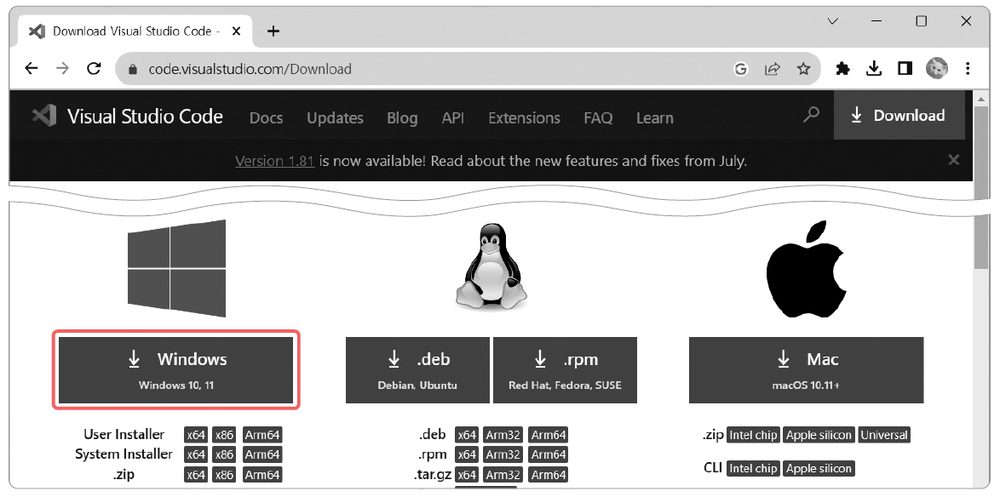 Download Visual Studio Code -
code.visualstudio.com/Download
Visual Studio Code Docs Updates Blog API Extensions FAQ Learn Download
Version 1.81 is now available! Read about the new features and fixes from July.
Windows
Windows 10, 11
.deb
Debian, Ubuntu
.rpm
Red Hat, Fedora, SUSE
Mac
macOS 10.11+
User Installer x64 x86 Arm64
System Installer x64 x86 Arm64
.zip x64 x86 Arm64
.deb x64 Arm32 Arm64
.rpm x64 Arm32 Arm64
.tar.gz x64 Arm32 Arm64
.zip Intel chip Apple silicon Universal
CLI Intel chip Apple silicon